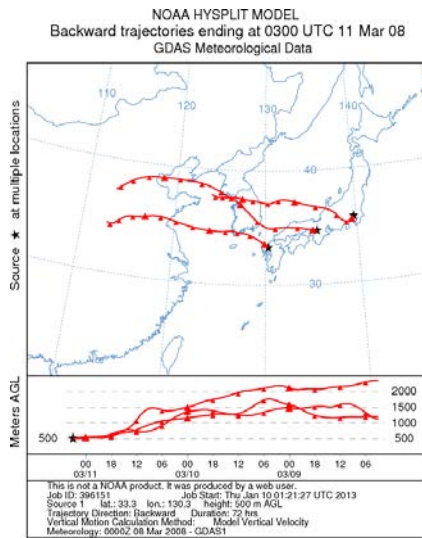 NOAA HYSPLIT MODEL
Backward trajectories ending at 0300 UTC 11 Mar 08
GDAS Meteorological Data
110
120
130
140
40
30
Source ★ at multiple locations
Meters AGL
500
2000
1500
1000
500
00 18 12 06 00 18 12 06 00 18 12 06
03/11 03/10 03/09
This is not a NOAA product. It was produced by a web user.
Job ID: 396151 Job Start: Thu Jan 10 01:21:27 UTC 2013
Source 1 lat.: 33.3 lon.: 130.3 height: 500 m AGL
Trajectory Direction: Backward Duration: 72 hrs
Vertical Motion Calculation Method: Model Vertical Velocity
Meteorology: 0000Z 08 Mar 2008 - GDAS1